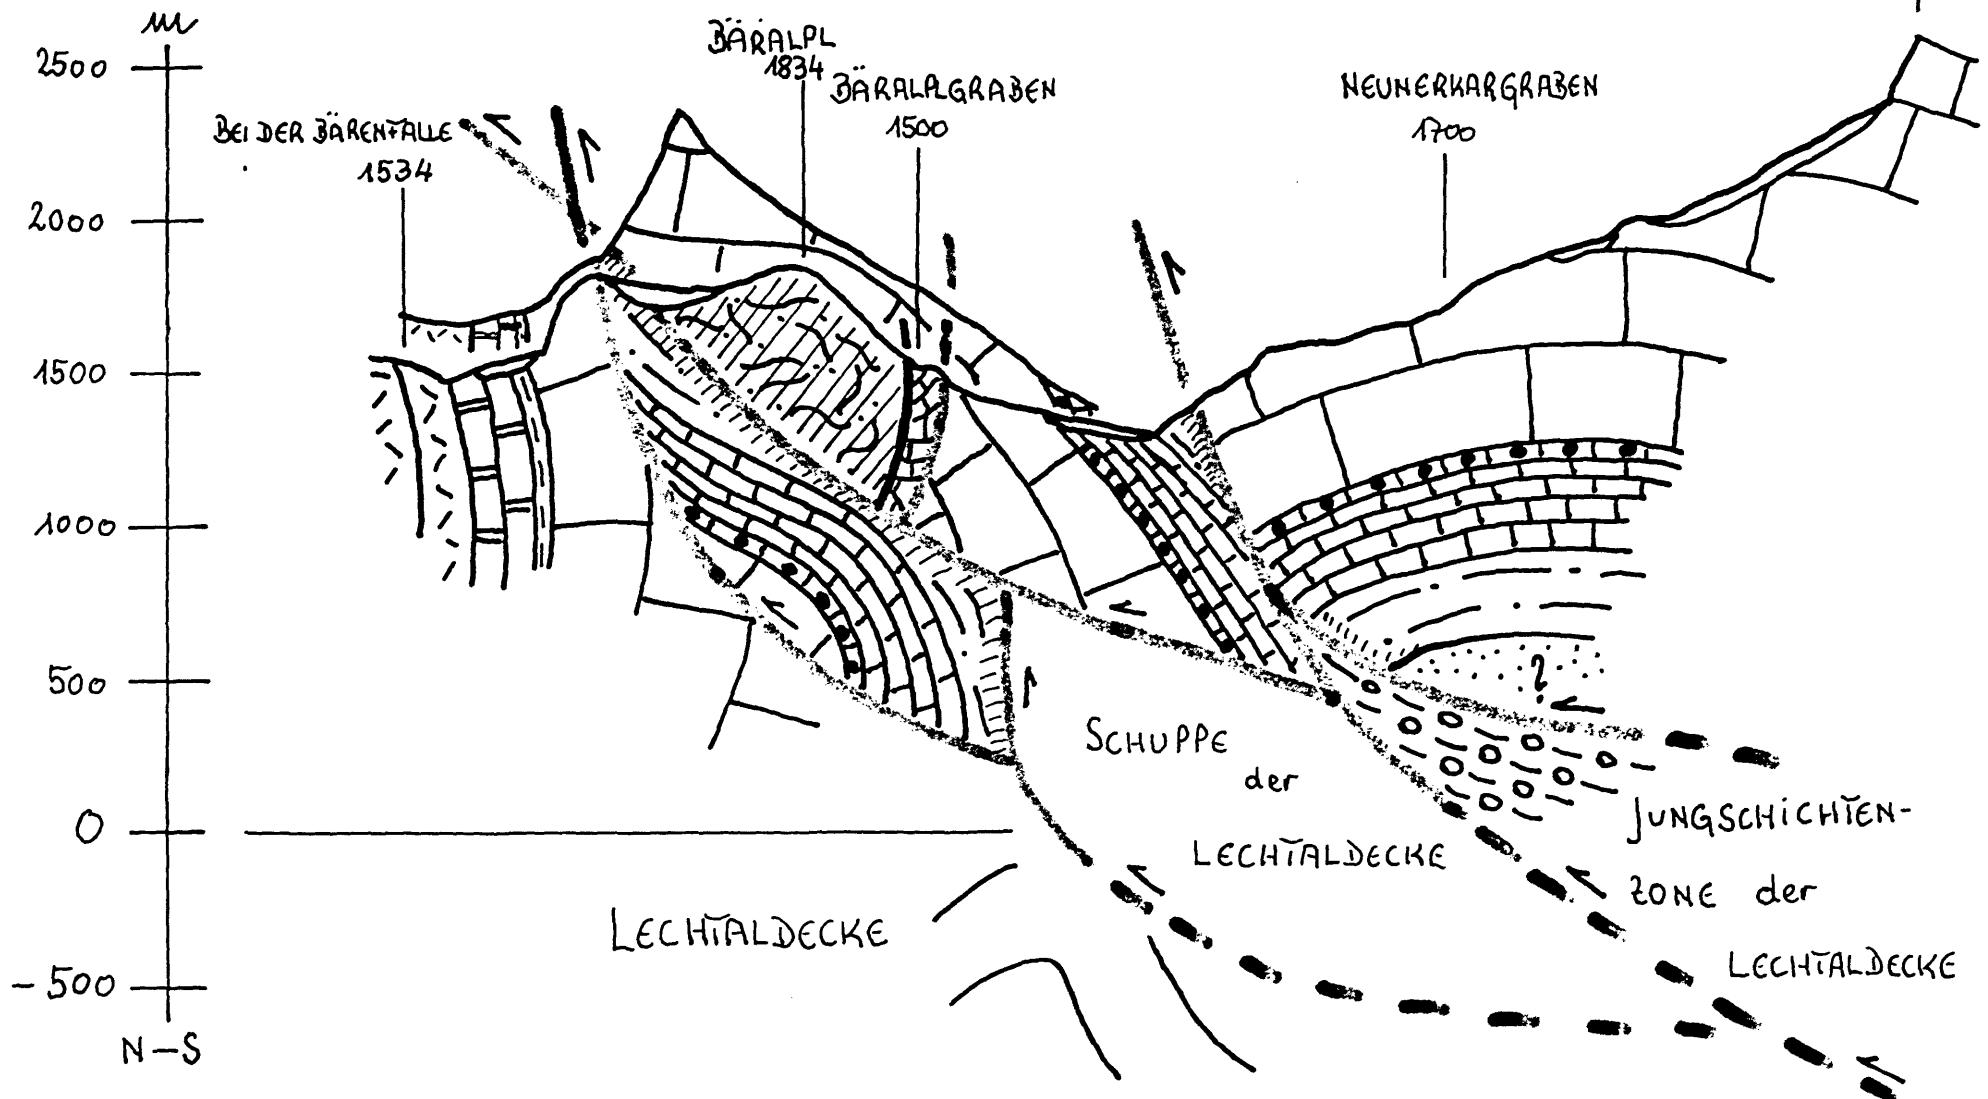 m
2500
2000
1500
1000
500
0
-500
N-S
BEI DER BÄRENFALLE
1534
BÄRALPL
1834
BÄRALPLGRABEN
1500
NEUNERKARGRABEN
1700
?
SCHUPPE
der
LECHTALDECKE
JUNGSCHICHTEN-
ZONE der
LECHTALDECKE
LECHTALDECKE